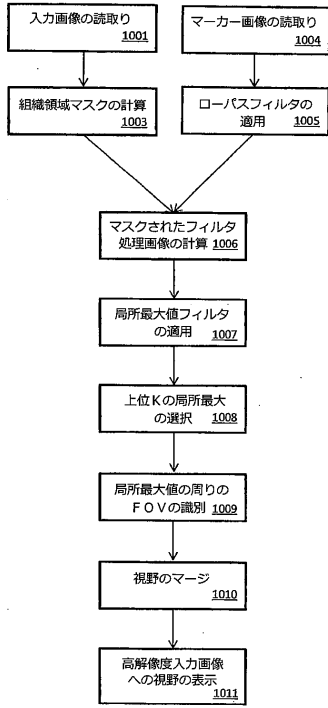 入力画像の読取り
1001
マーカー画像の読取り
1004
組織領域マスクの計算
1003
ローパスフィルタの
適用 1005
マスクされたフィルタ
処理画像の計算 1006
局所最大値フィルタ
の適用 1007
上位Kの局所最大
の選択 1008
局所最大値の周りの
FOVの識別 1009
視野のマージ
1010
高解像度入力画像
への視野の表示
1011